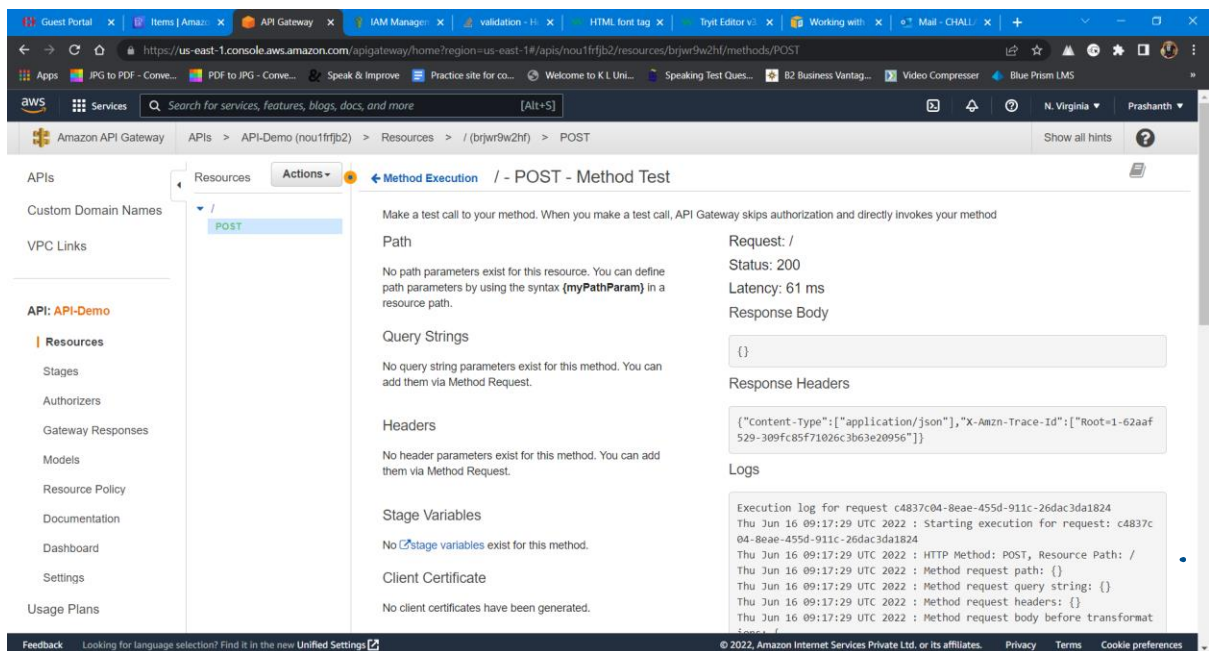 Guest Portal
Items | Amazo
API Gateway
IAM Managem
validation - H
HTML font tag
Tryit Editor v3
Working with
Mail - CHALL
https://us-east-1.console.aws.amazon.com/apigateway/home?region=us-east-1#/apis/nou1frfjb2/resources/brjwr9w2hf/methods/POST
Apps JPG to PDF - Conve... PDF to JPG - Conve... Speak & Improve Practice site for co... Welcome to K L Uni... Speaking Test Ques... B2 Business Vantag... Video Compresser Blue Prism LMS »
aws Services Search for services, features, blogs, docs, and more [Alt+S] N. Virginia Prashanth
Amazon API Gateway APIs > API-Demo (nou1frfjb2) > Resources > / (brjwr9w2hf) > POST Show all hints
APIs
Custom Domain Names
VPC Links
API: API-Demo
Resources
Stages
Authorizers
Gateway Responses
Models
Resource Policy
Documentation
Dashboard
Settings
Usage Plans
Resources Actions
/
POST
Method Execution / - POST - Method Test
Make a test call to your method. When you make a test call, API Gateway skips authorization and directly invokes your method
Path
No path parameters exist for this resource. You can define
path parameters by using the syntax {myPathParam} in a
resource path.
Query Strings
No query string parameters exist for this method. You can
add them via Method Request.
Headers
No header parameters exist for this method. You can add
them via Method Request.
Stage Variables
No stage variables exist for this method.
Client Certificate
No client certificates have been generated.
Request: /
Status: 200
Latency: 61 ms
Response Body
{}
Response Headers
{"Content-Type":["application/json"],"X-Amzn-Trace-Id":["Root=1-62aaf
529-309fc85f71026c3b63e20956"]}
Logs
Execution log for request c4837c04-8eae-455d-911c-26dac3da1824
Thu Jun 16 09:17:29 UTC 2022 : Starting execution for request: c4837c
04-8eae-455d-911c-26dac3da1824
Thu Jun 16 09:17:29 UTC 2022 : HTTP Method: POST, Resource Path: /
Thu Jun 16 09:17:29 UTC 2022 : Method request path: {}
Thu Jun 16 09:17:29 UTC 2022 : Method request query string: {}
Thu Jun 16 09:17:29 UTC 2022 : Method request headers: {}
Thu Jun 16 09:17:29 UTC 2022 : Method request body before transformat
ions: {
Feedback Looking for language selection? Find it in the new Unified Settings © 2022, Amazon Internet Services Private Ltd. or its affiliates. Privacy Terms Cookie preferences